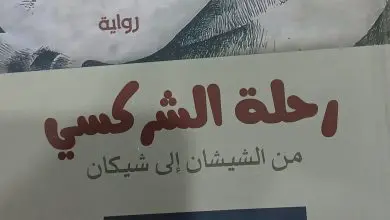 رواية
رحلة الشركسي
من الشيشان إلى شيكان